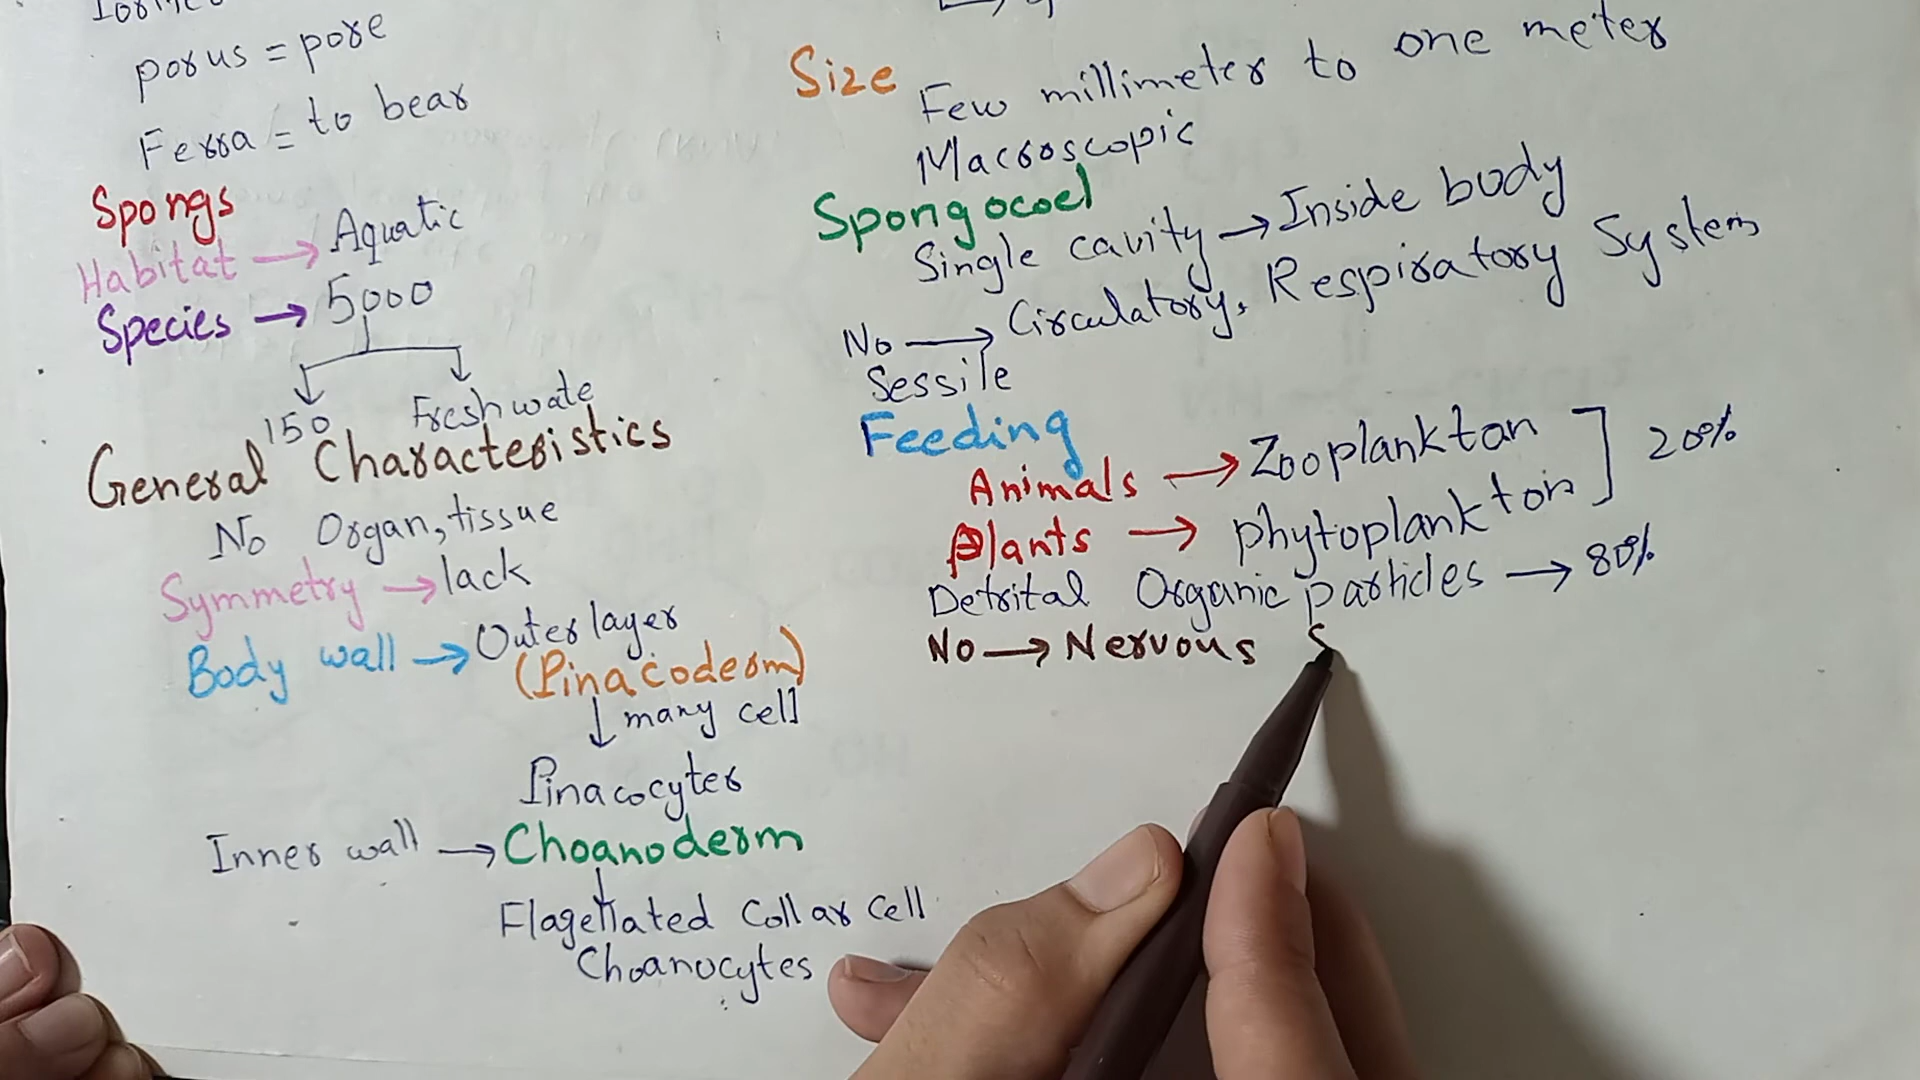 porus = pore
Ferra = to bear
Spongs
Habitat → Aquatic
Species → 5000
150 Freshwate
General Characteristics
No Organ, tissue
Symmetry → lack
Body wall → Outer layer
(Pinacoderm)
↓ many cell
Pinacocyter
Inner wall → Choanoderm
Flagellated Collar Cell
Choanocytes
Size
Few millimeter to one meter
Macroscopic
Spongocoel
Single cavity → Inside body
No → Circulatory, Respiratory System
Sessile
Feeding
Animals → Zooplanktan
Plants → phytoplankton ] 20%
Detrital Organic particles → 80%
No → Nervous S